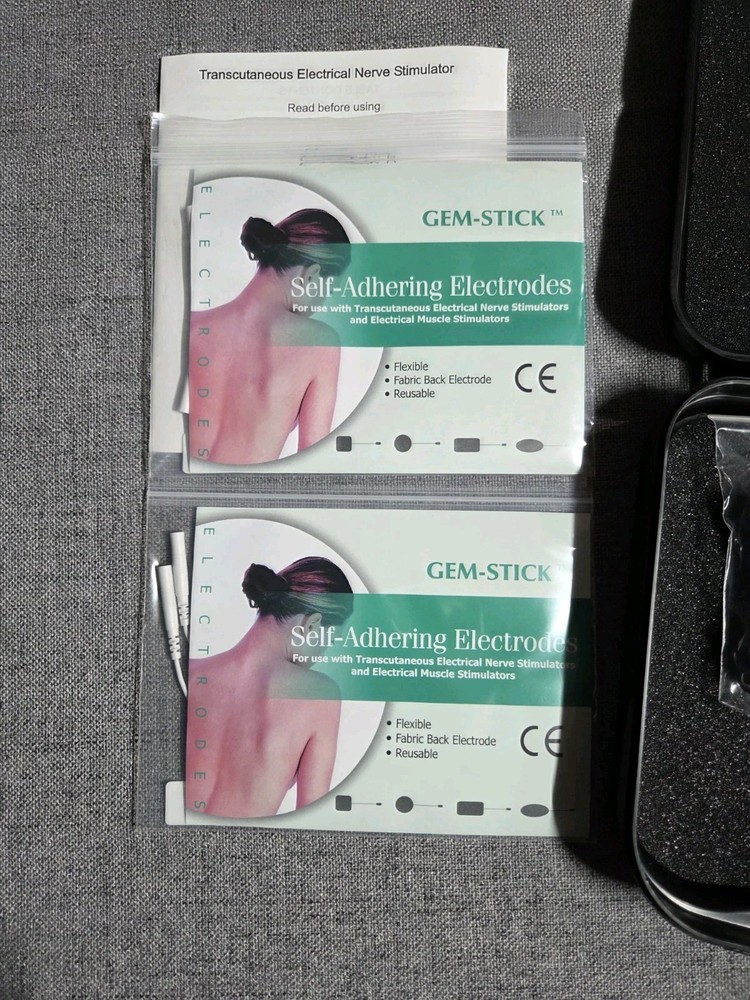 Transcutaneous Electrical Nerve Stimulator
Read before using
ELECTRODES
GEM-STICK™
Self-Adhering Electrodes
For use with Transcutaneous Electrical Nerve Stimulators
and Electrical Muscle Stimulators
• Flexible
• Fabric Back Electrode
• Reusable
CE
ELECTRODES
GEM-STICK
Self-Adhering Electrodes
For use with Transcutaneous Electrical Nerve Stimulators
and Electrical Muscle Stimulators
• Flexible
• Fabric Back Electrode
• Reusable
CE